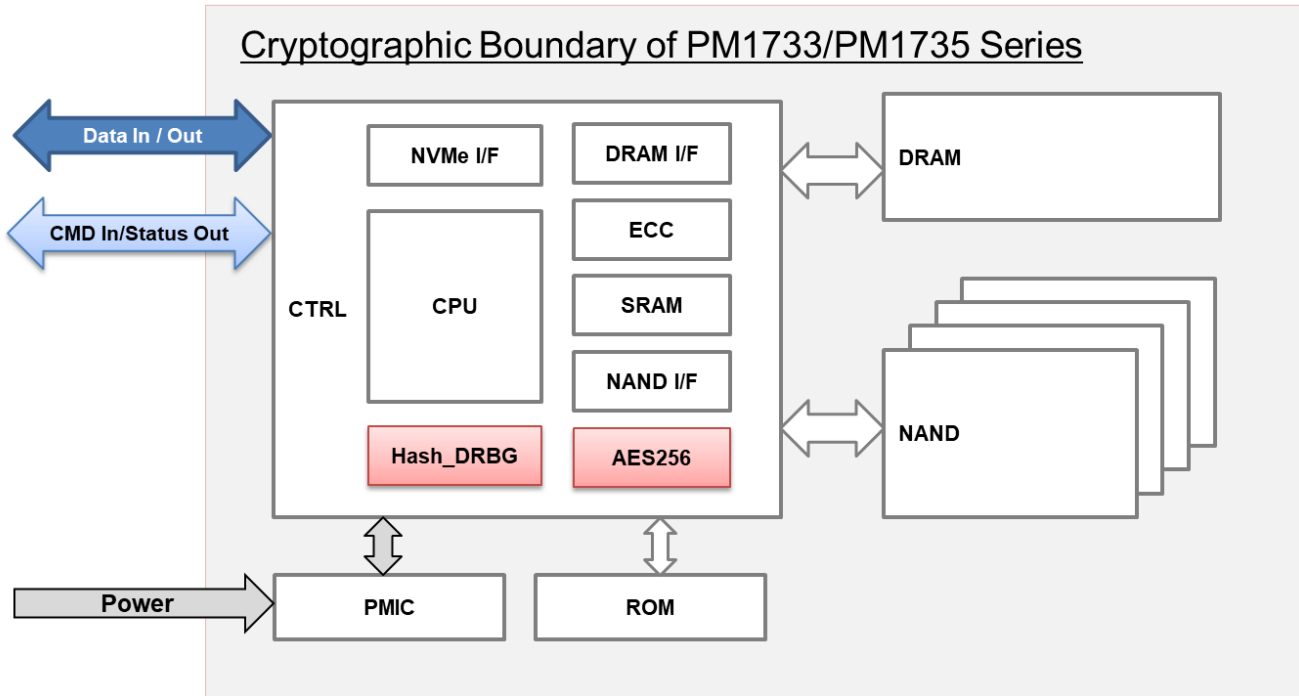 Cryptographic Boundary of PM1733/PM1735 Series
Data In / Out
CMD In/Status Out
CTRL
NVMe I/F
CPU
Hash_DRBG
DRAM I/F
ECC
SRAM
NAND I/F
AES256
DRAM
NAND
Power
PMIC
ROM